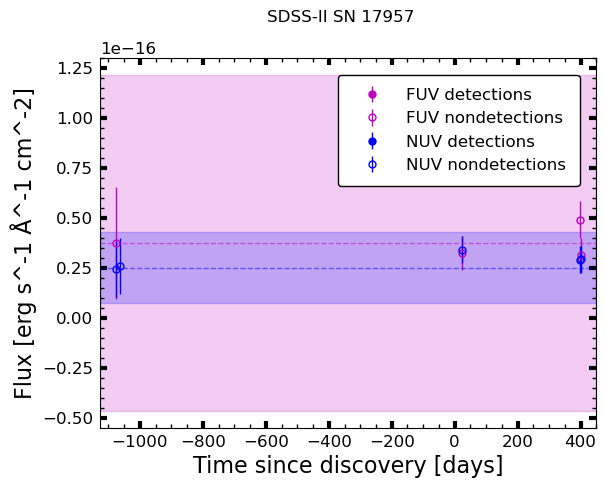 SDSS-II SN 17957
1e−16
1.25
1.00
0.75
0.50
0.25
0.00
−0.25
−0.50
Flux [erg s^-1 Å^-1 cm^-2]
FUV detections
FUV nondetections
NUV detections
NUV nondetections
−1000 −800 −600 −400 −200 0 200 400
Time since discovery [days]